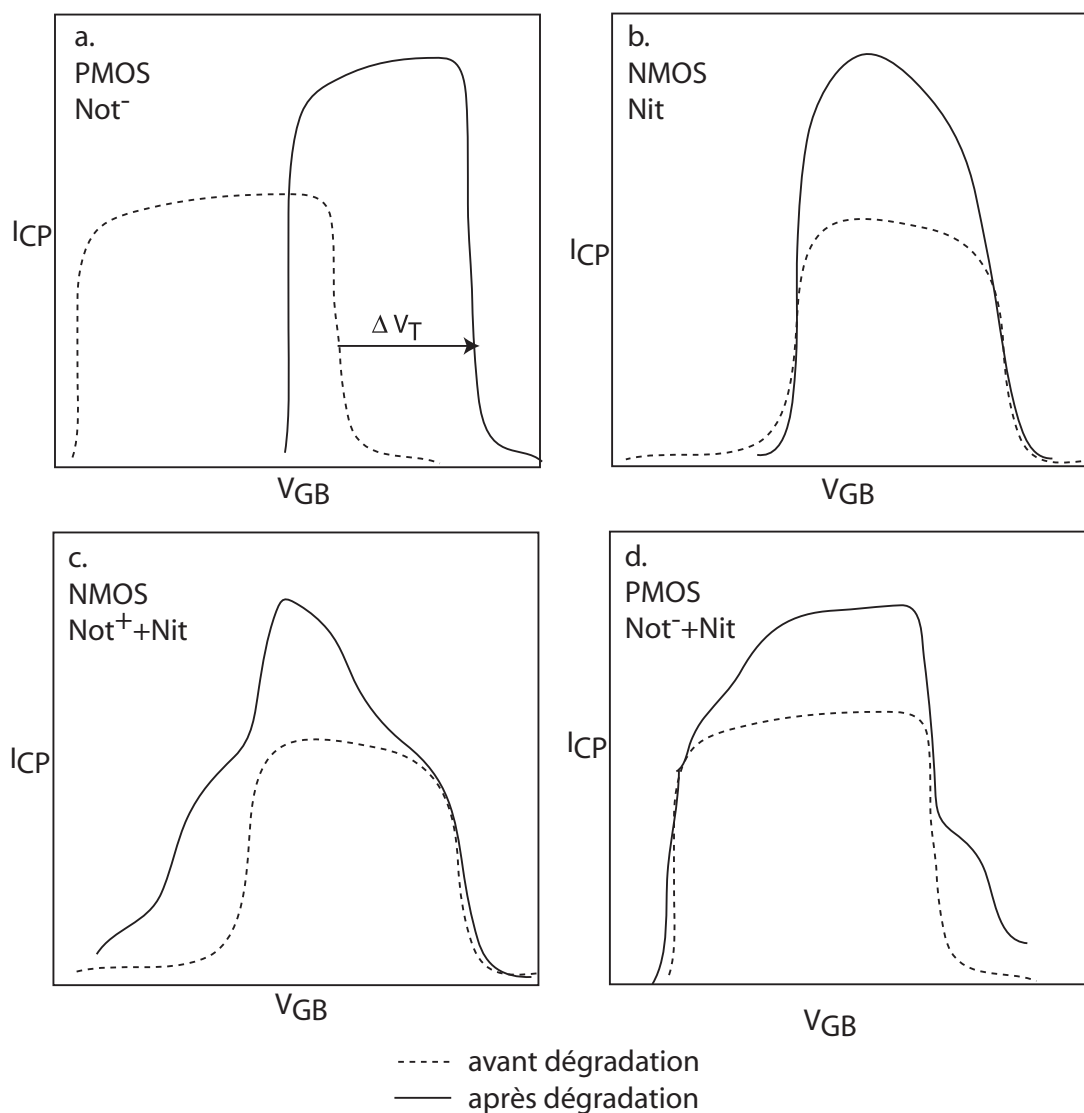 a.
PMOS
Not⁻
ICP
Δ VT
VGB
b.
NMOS
Nit
ICP
VGB
c.
NMOS
Not⁺+Nit
ICP
VGB
d.
PMOS
Not⁻+Nit
ICP
VGB
avant dégradation
après dégradation